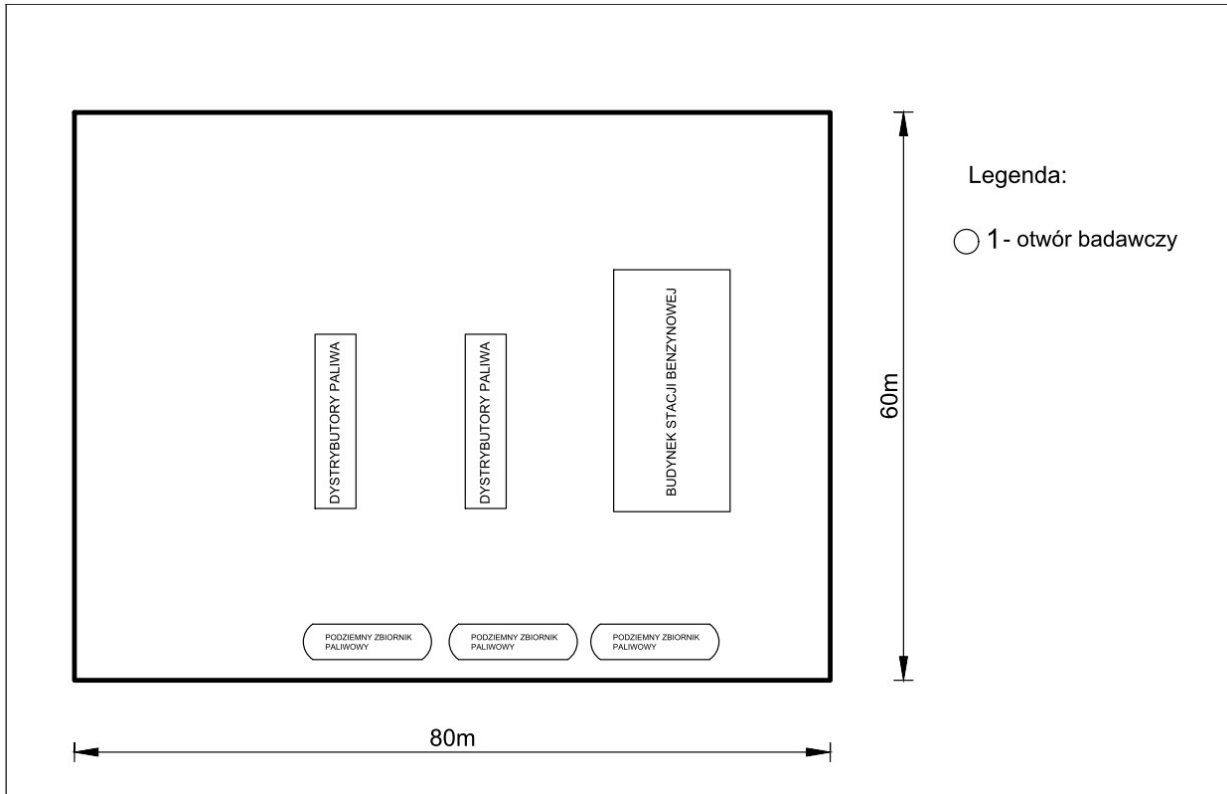 Legenda:
1 - otwór badawczy
DYSTRYBUTORY PALIWA
DYSTRYBUTORY PALIWA
BUDYNEK STACJI BENZYNOWEJ
60m
PODZIEMNY ZBIORNIK
PALIWOWY
PODZIEMNY ZBIORNIK
PALIWOWY
PODZIEMNY ZBIORNIK
PALIWOWY
80m